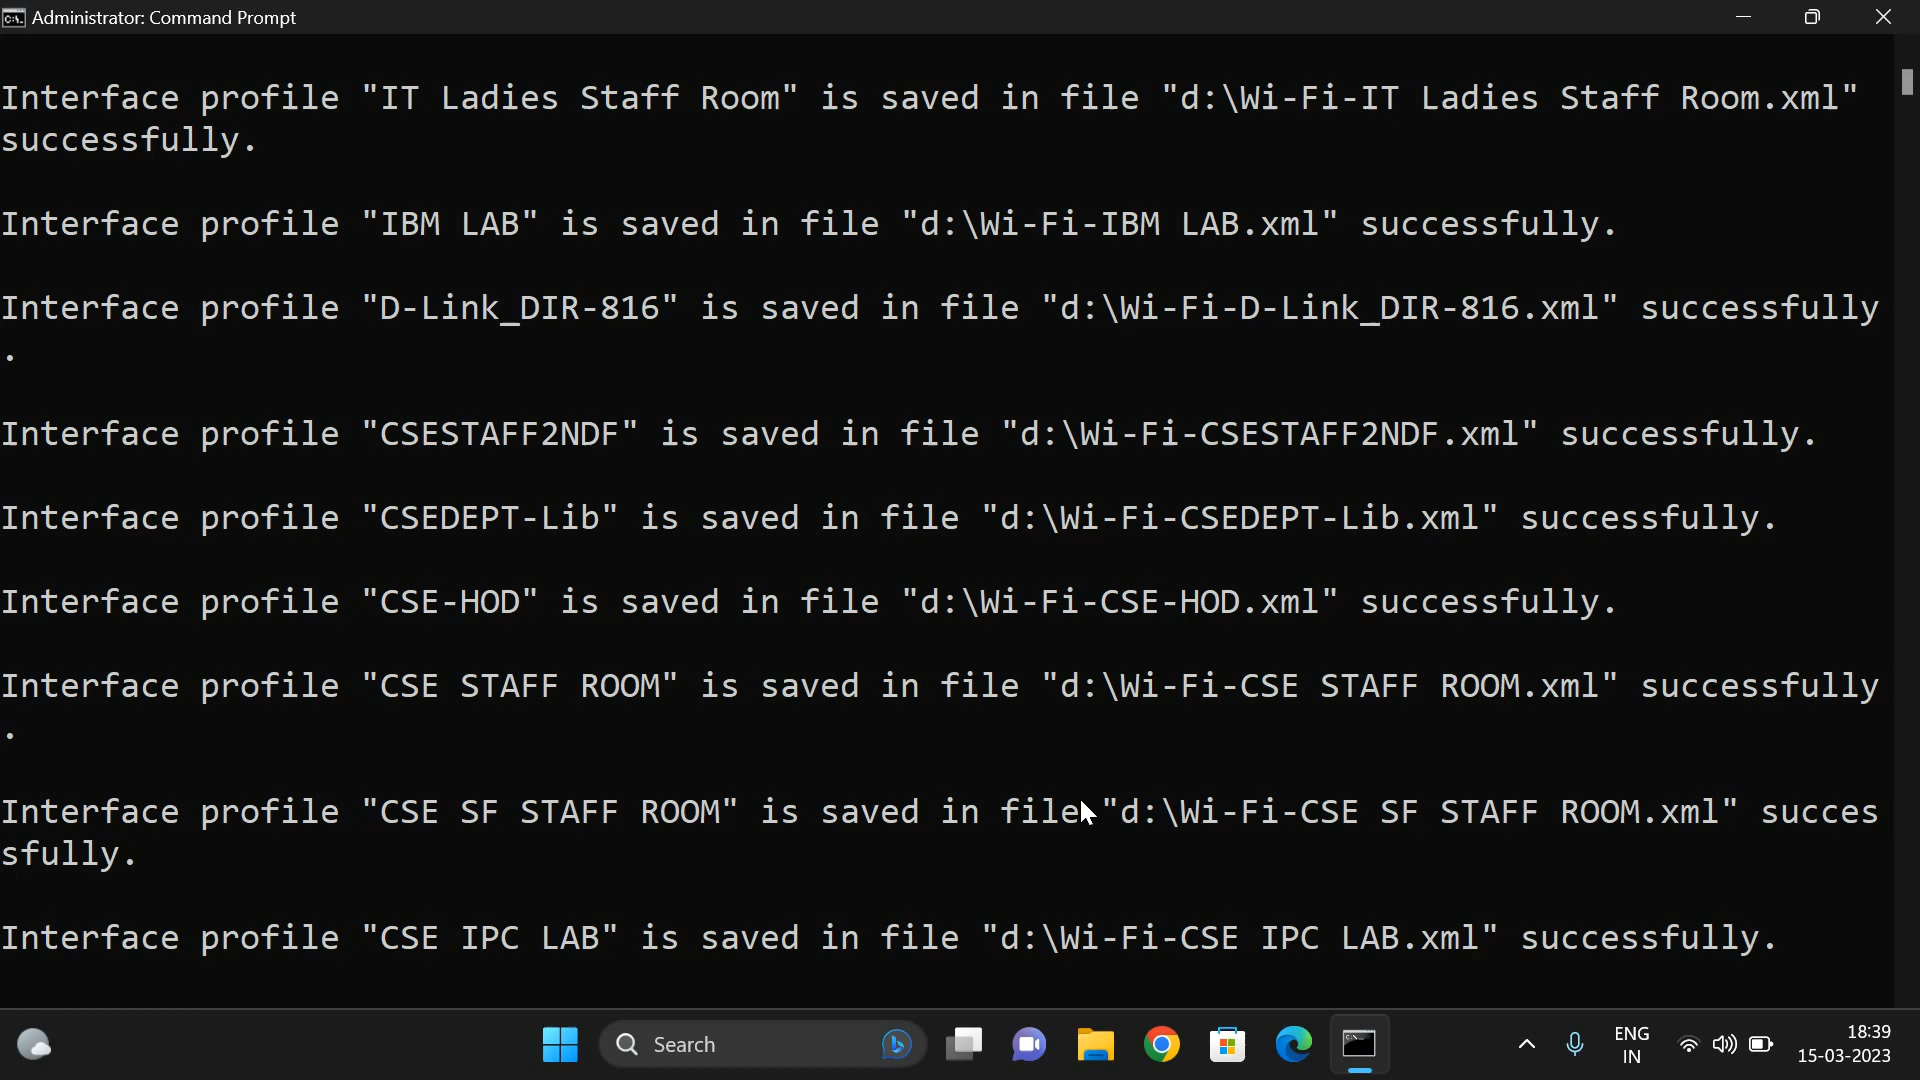 Administrator: Command Prompt
Interface profile "IT Ladies Staff Room" is saved in file "d:\Wi-Fi-IT Ladies Staff Room.xml"
successfully.
Interface profile "IBM LAB" is saved in file "d:\Wi-Fi-IBM LAB.xml" successfully.
Interface profile "D-Link_DIR-816" is saved in file "d:\Wi-Fi-D-Link_DIR-816.xml" successfully
.
Interface profile "CSESTAFF2NDF" is saved in file "d:\Wi-Fi-CSESTAFF2NDF.xml" successfully.
Interface profile "CSEDEPT-Lib" is saved in file "d:\Wi-Fi-CSEDEPT-Lib.xml" successfully.
Interface profile "CSE-HOD" is saved in file "d:\Wi-Fi-CSE-HOD.xml" successfully.
Interface profile "CSE STAFF ROOM" is saved in file "d:\Wi-Fi-CSE STAFF ROOM.xml" successfully
.
Interface profile "CSE SF STAFF ROOM" is saved in file "d:\Wi-Fi-CSE SF STAFF ROOM.xml" succes
sfully.
Interface profile "CSE IPC LAB" is saved in file "d:\Wi-Fi-CSE IPC LAB.xml" successfully.
Search
ENG
IN
18:39
15-03-2023